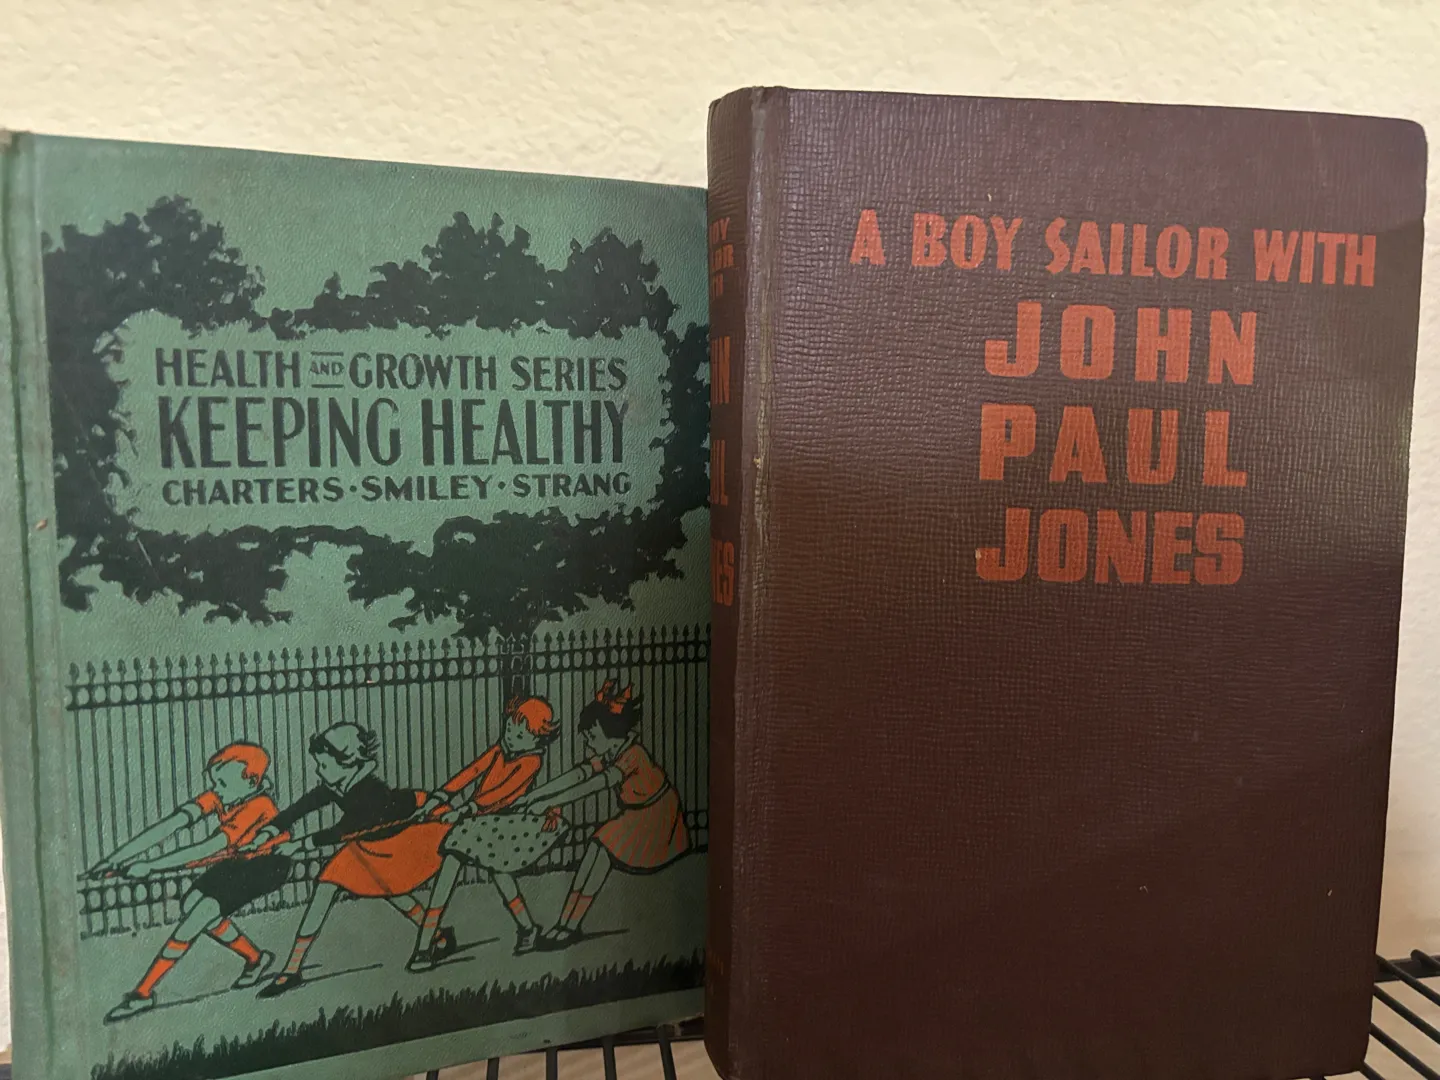 HEALTH AND GROWTH SERIES
KEEPING HEALTHY
CHARTERS · SMILEY · STRANG
A BOY SAILOR WITH
JOHN
PAUL
JONES